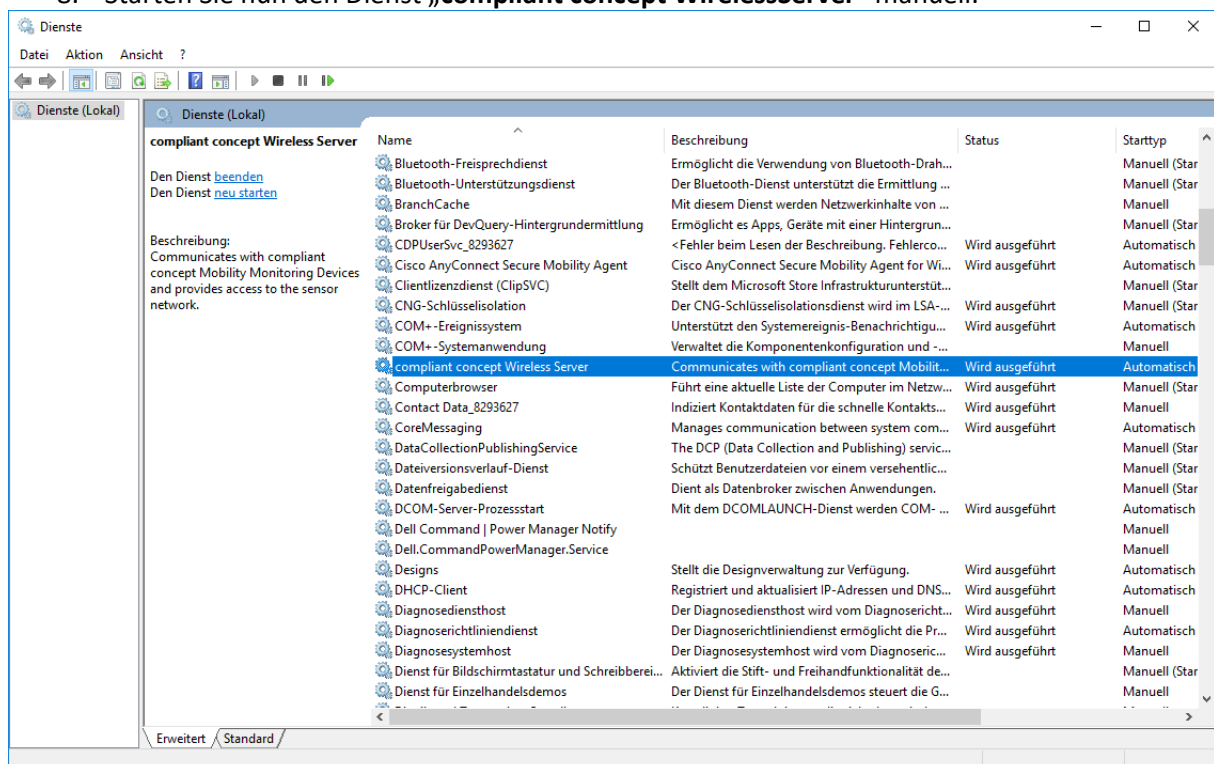 8. Starten Sie nun den Dienst „compliant concept WirelessServer“ manuell.
Dienste
Datei Aktion Ansicht ?
Dienste (Lokal)
Dienste (Lokal)
compliant concept Wireless Server
Den Dienst beenden
Den Dienst neu starten
Beschreibung:
Communicates with compliant
concept Mobility Monitoring Devices
and provides access to the sensor
network.
Name Beschreibung Status Starttyp
Bluetooth-Freisprechdienst Ermöglicht die Verwendung von Bluetooth-Drah... Manuell (Star
Bluetooth-Unterstützungsdienst Der Bluetooth-Dienst unterstützt die Ermittlung ... Manuell (Star
BranchCache Mit diesem Dienst werden Netzwerkinhalte von ... Manuell
Broker für DevQuery-Hintergrundermittlung Ermöglicht es Apps, Geräte mit einer Hintergrun... Manuell (Star
CDPUserSvc_8293627 <Fehler beim Lesen der Beschreibung. Fehlerco... Wird ausgeführt Automatisch
Cisco AnyConnect Secure Mobility Agent Cisco AnyConnect Secure Mobility Agent for Wi... Wird ausgeführt Automatisch
Clientlizenzdienst (ClipSVC) Stellt dem Microsoft Store Infrastrukturunterstüt... Manuell (Star
CNG-Schlüsselisolation Der CNG-Schlüsselisolationsdienst wird im LSA-... Wird ausgeführt Manuell (Star
COM+-Ereignissystem Unterstützt den Systemereignis-Benachrichtigu... Wird ausgeführt Automatisch
COM+-Systemanwendung Verwaltet die Komponentenkonfiguration und -... Manuell
compliant concept Wireless Server Communicates with compliant concept Mobilit... Wird ausgeführt Automatisch
Computerbrowser Führt eine aktuelle Liste der Computer im Netzw... Wird ausgeführt Manuell (Star
Contact Data_8293627 Indiziert Kontaktdaten für die schnelle Kontakts... Wird ausgeführt Manuell
CoreMessaging Manages communication between system com... Wird ausgeführt Automatisch
DataCollectionPublishingService The DCP (Data Collection and Publishing) servic... Manuell (Star
Dateiversionsverlauf-Dienst Schützt Benutzerdateien vor einem versehentlic... Manuell (Star
Datenfreigabedienst Dient als Datenbroker zwischen Anwendungen. Manuell (Star
DCOM-Server-Prozessstart Mit dem DCOMLAUNCH-Dienst werden COM- ... Wird ausgeführt Automatisch
Dell Command | Power Manager Notify Manuell
Dell.CommandPowerManager.Service Manuell
Designs Stellt die Designverwaltung zur Verfügung. Wird ausgeführt Automatisch
DHCP-Client Registriert und aktualisiert IP-Adressen und DNS... Wird ausgeführt Automatisch
Diagnosediensthost Der Diagnosediensthost wird vom Diagnosericht... Wird ausgeführt Manuell
Diagnoserichtliniendienst Der Diagnoserichtliniendienst ermöglicht die Pr... Wird ausgeführt Automatisch
Diagnosesystemhost Der Diagnosesystemhost wird vom Diagnoseric... Wird ausgeführt Manuell
Dienst für Bildschirmtastatur und Schreibberei... Aktiviert die Stift- und Freihandfunktionalität de... Manuell (Star
Dienst für Einzelhandelsdemos Der Dienst für Einzelhandelsdemos steuert die G... Manuell
Erweitert Standard